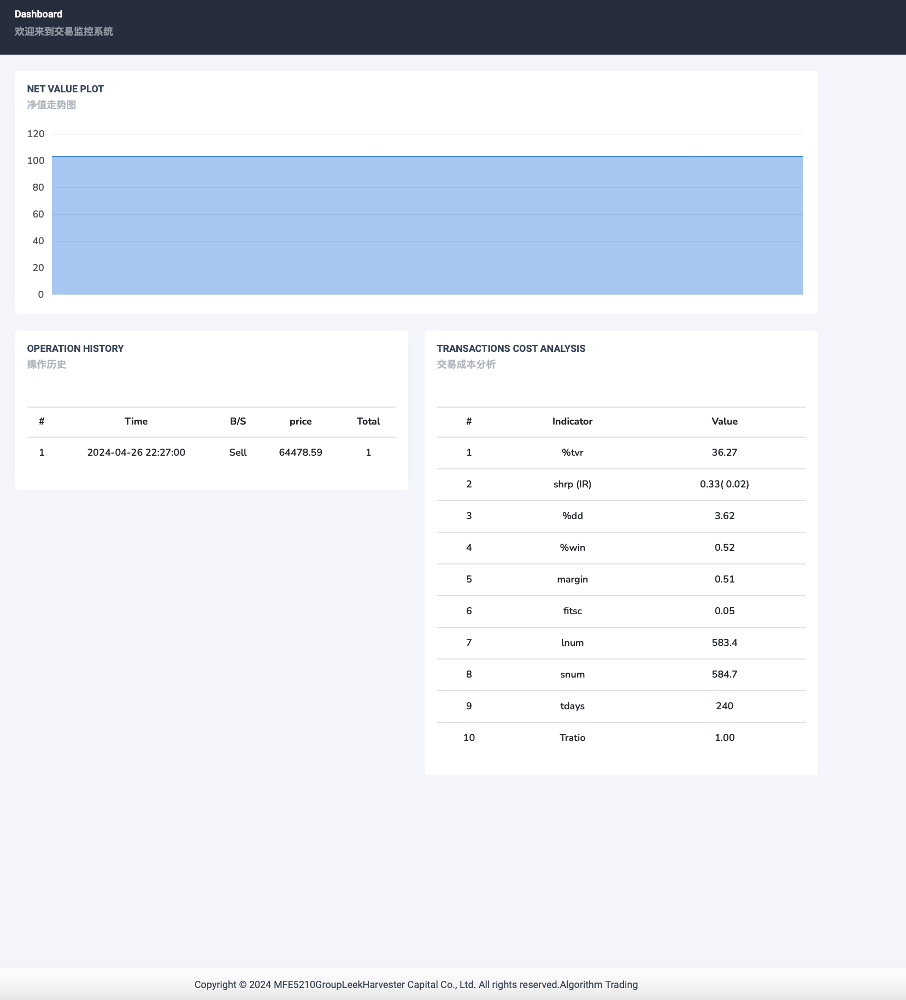 Dashboard
欢迎来到交易监控系统
NET VALUE PLOT
净值走势图
120
100
80
60
40
20
0
OPERATION HISTORY
操作历史
# Time B/S price Total
1 2024-04-26 22:27:00 Sell 64478.59 1
TRANSACTIONS COST ANALYSIS
交易成本分析
# Indicator Value
1 %tvr 36.27
2 shrp (IR) 0.33( 0.02)
3 %dd 3.62
4 %win 0.52
5 margin 0.51
6 fitsc 0.05
7 lnum 583.4
8 snum 584.7
9 tdays 240
10 Tratio 1.00
Copyright © 2024 MFE5210GroupLeekHarvester Capital Co., Ltd. All rights reserved.Algorithm Trading